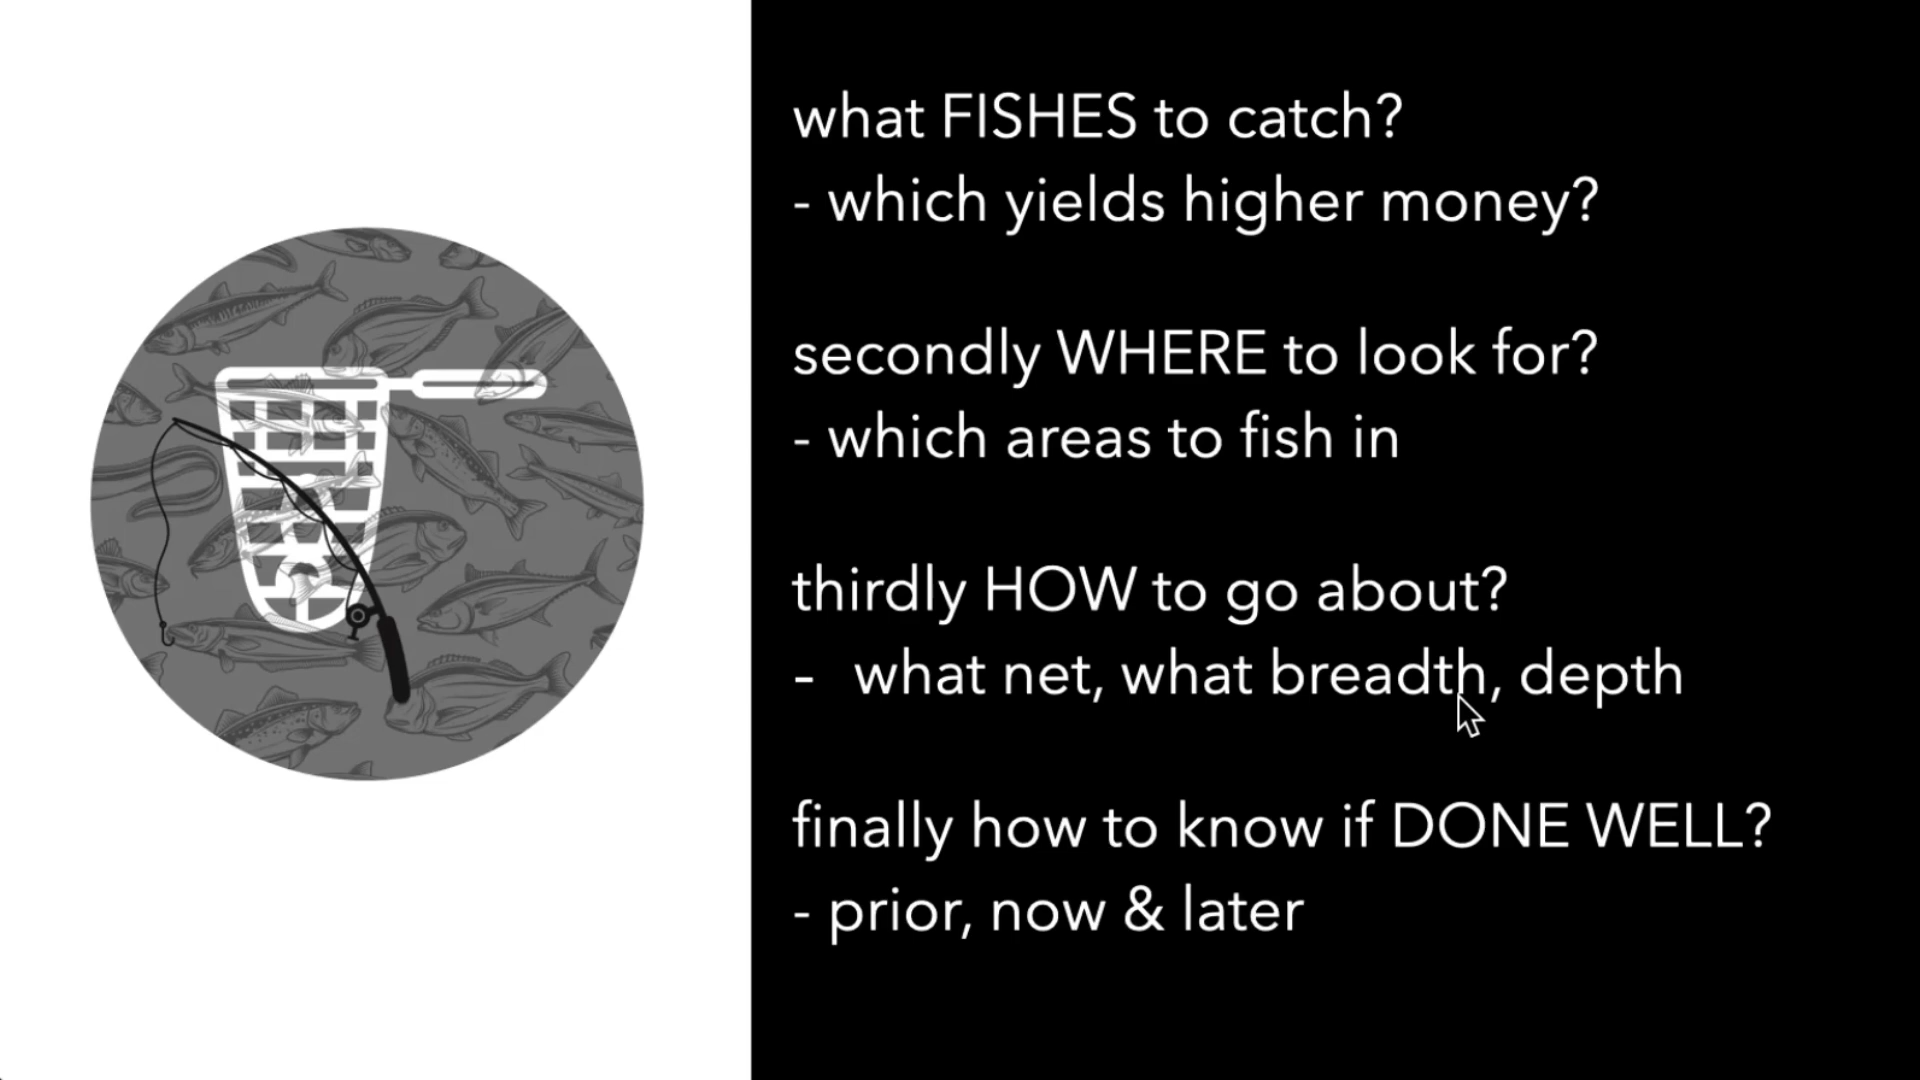 what FISHES to catch?
- which yields higher money?
secondly WHERE to look for?
- which areas to fish in
thirdly HOW to go about?
- what net, what breadth, depth
finally how to know if DONE WELL?
- prior, now & later